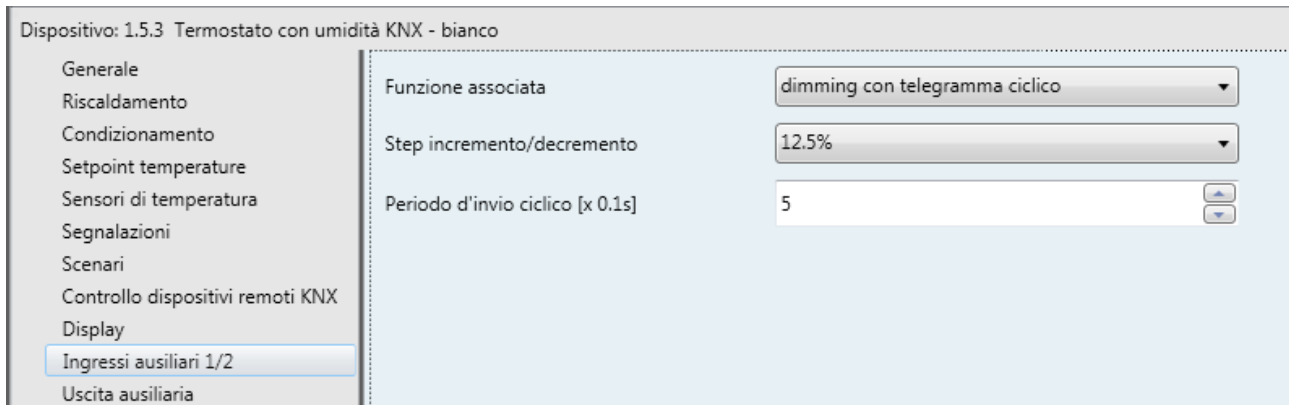 Dispositivo: 1.5.3 Termostato con umidità KNX - bianco
Generale
Riscaldamento
Condizionamento
Setpoint temperature
Sensori di temperatura
Segnalazioni
Scenari
Controllo dispositivi remoti KNX
Display
Ingressi ausiliari 1/2
Uscita ausiliaria
Funzione associata dimming con telegramma ciclico
Step incremento/decremento 12.5%
Periodo d'invio ciclico [x 0.1s] 5